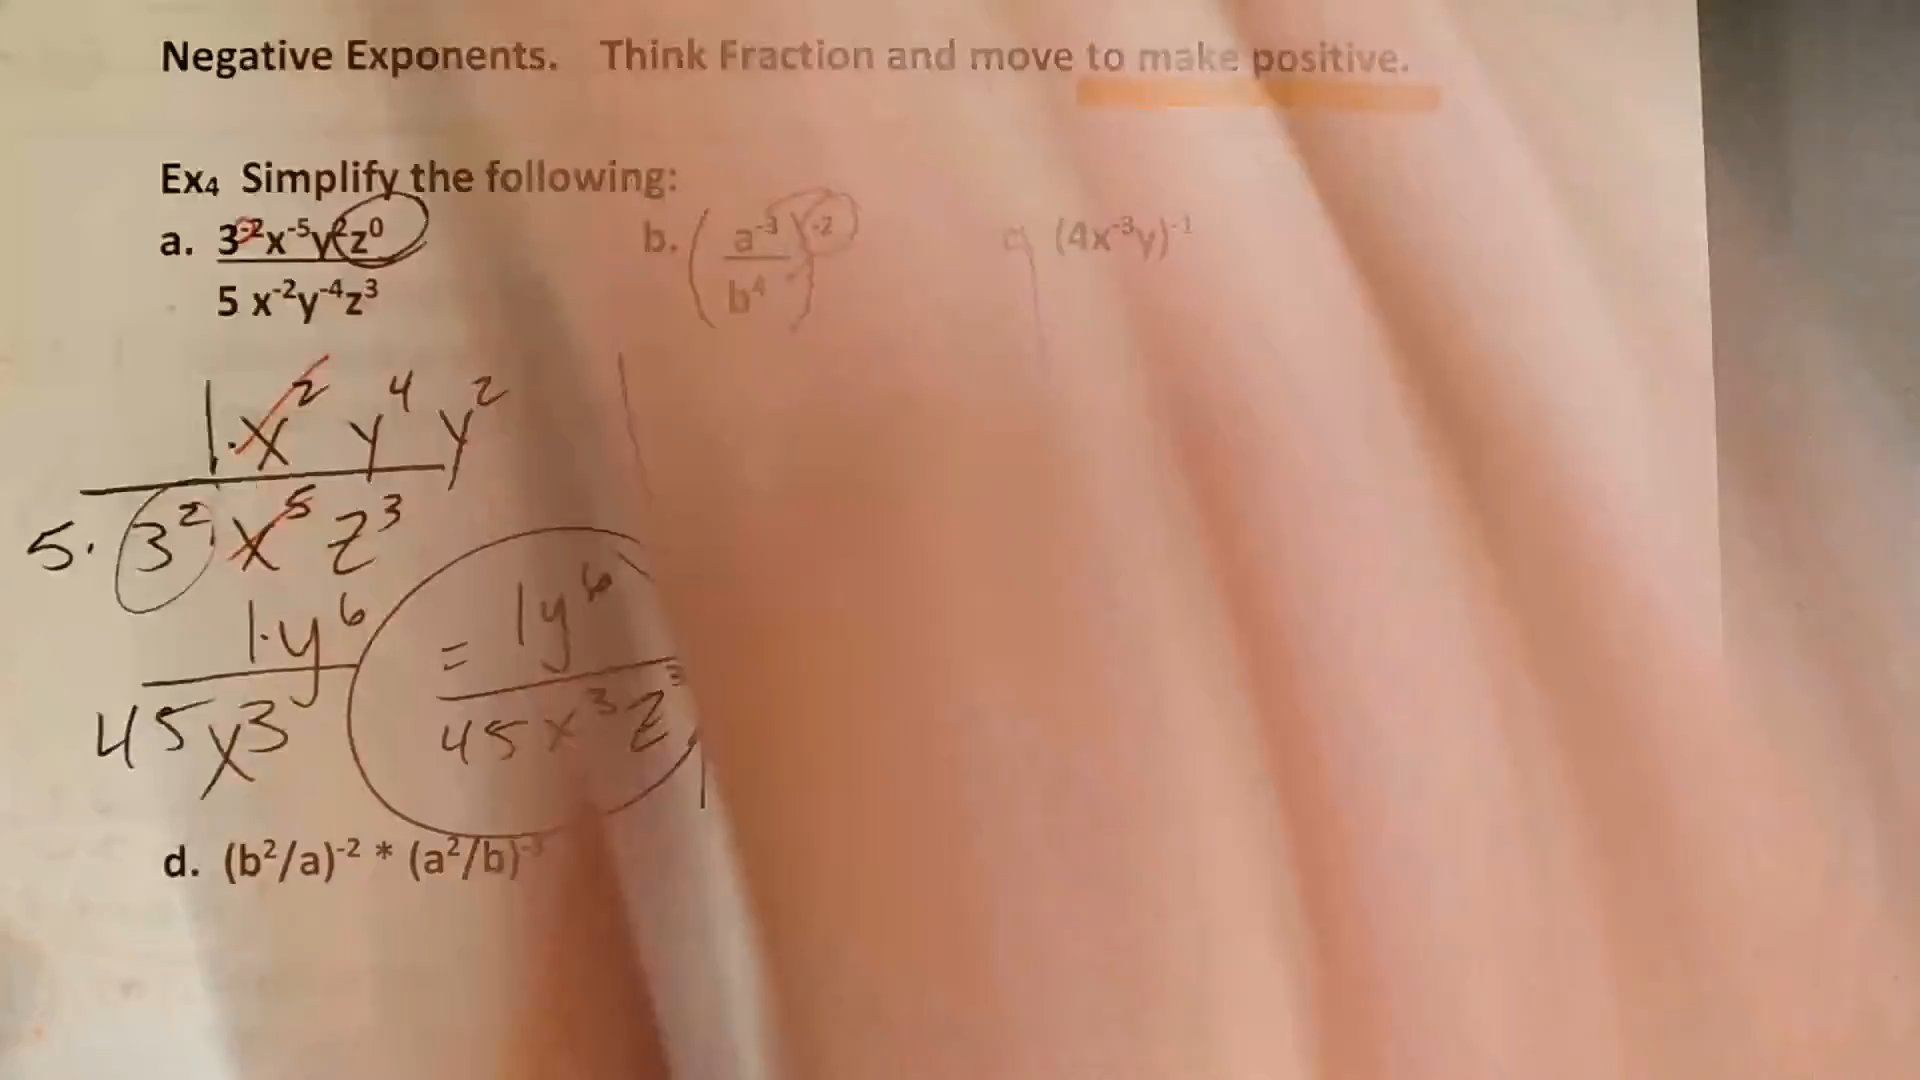 Negative Exponents. Think Fraction and move to make positive.
Ex4 Simplify the following:
a. 3⁻²x⁻⁵y²z⁰
5 x⁻²y⁻⁴z³
b. (a⁻³
b⁴)⁻²
(4x⁻³y)⁻¹
1·x² y⁴ y²
5· 3² x⁵ z³
1·y⁶
45x3
= 1y⁶
45x³z³
d. (b²/a)⁻² * (a²/b)